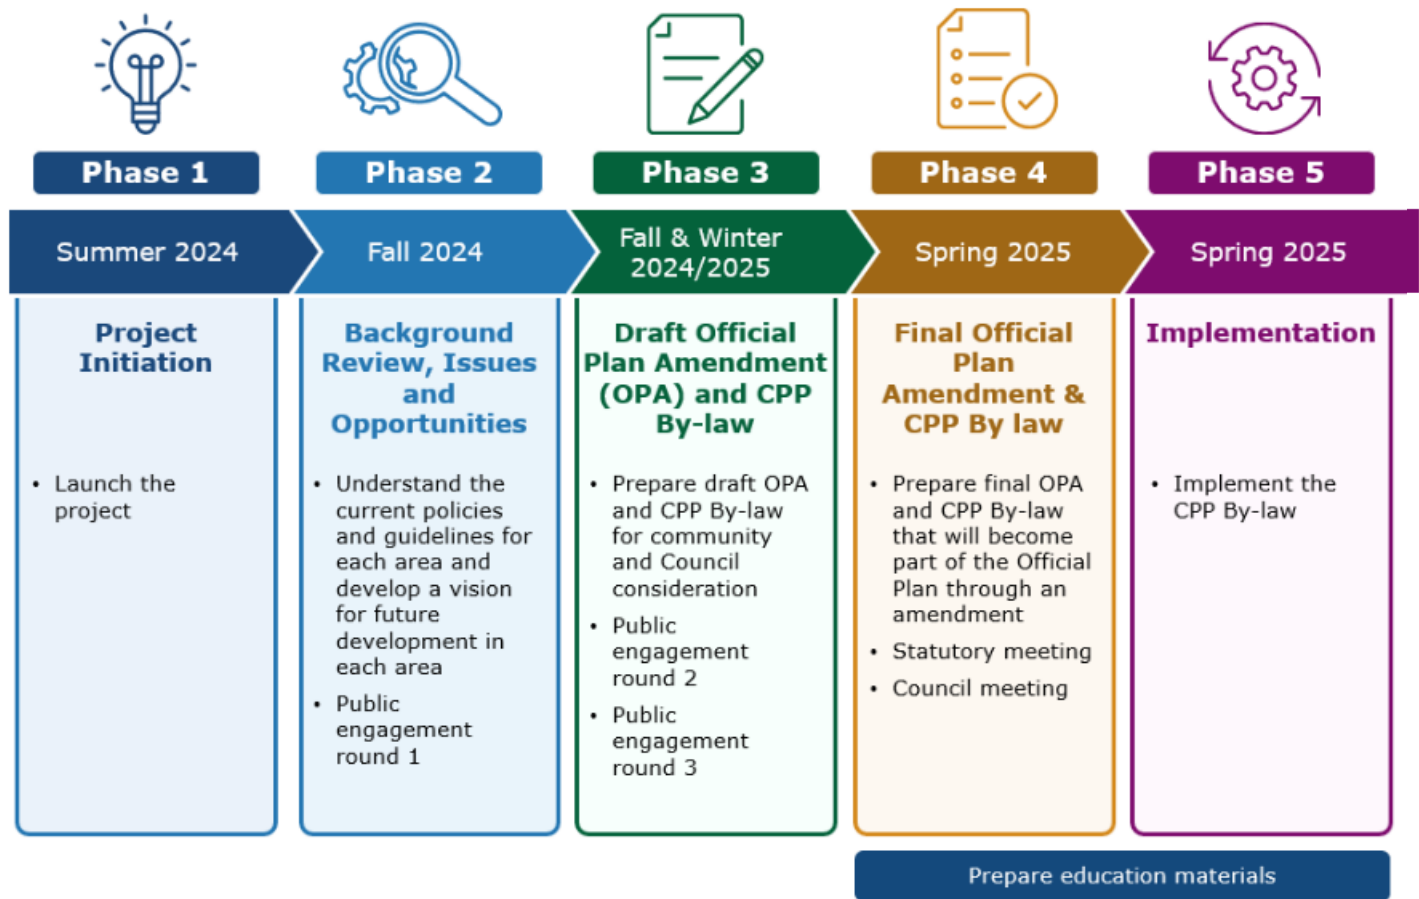 Phase 1
Phase 2
Phase 3
Phase 4
Phase 5
Summer 2024
Fall 2024
Fall & Winter
2024/2025
Spring 2025
Spring 2025
Project
Initiation
• Launch the
project
Background
Review, Issues
and
Opportunities
• Understand the
current policies
and guidelines for
each area and
develop a vision
for future
development in
each area
• Public
engagement
round 1
Draft Official
Plan Amendment
(OPA) and CPP
By-law
• Prepare draft OPA
and CPP By-law
for community
and Council
consideration
• Public
engagement
round 2
• Public
engagement
round 3
Final Official
Plan
Amendment &
CPP By law
• Prepare final OPA
and CPP By-law
that will become
part of the Official
Plan through an
amendment
• Statutory meeting
• Council meeting
Implementation
• Implement the
CPP By-law
Prepare education materials